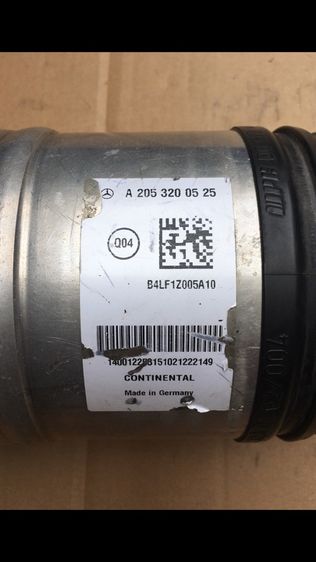 A 205 320 05 25
Q04
B4LF1Z005A10
CONTINENTAL
Made in Germany